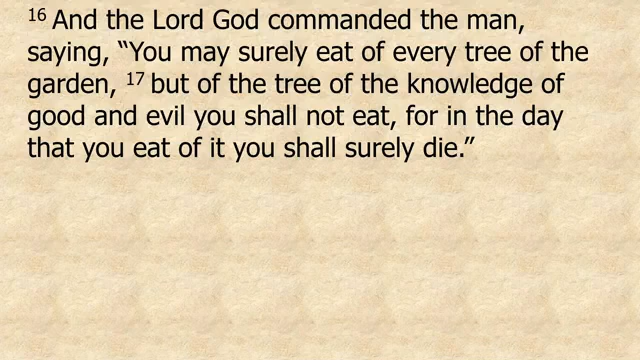 16 And the Lord God commanded the man,
saying, “You may surely eat of every tree of the
garden, 17 but of the tree of the knowledge of
good and evil you shall not eat, for in the day
that you eat of it you shall surely die.”